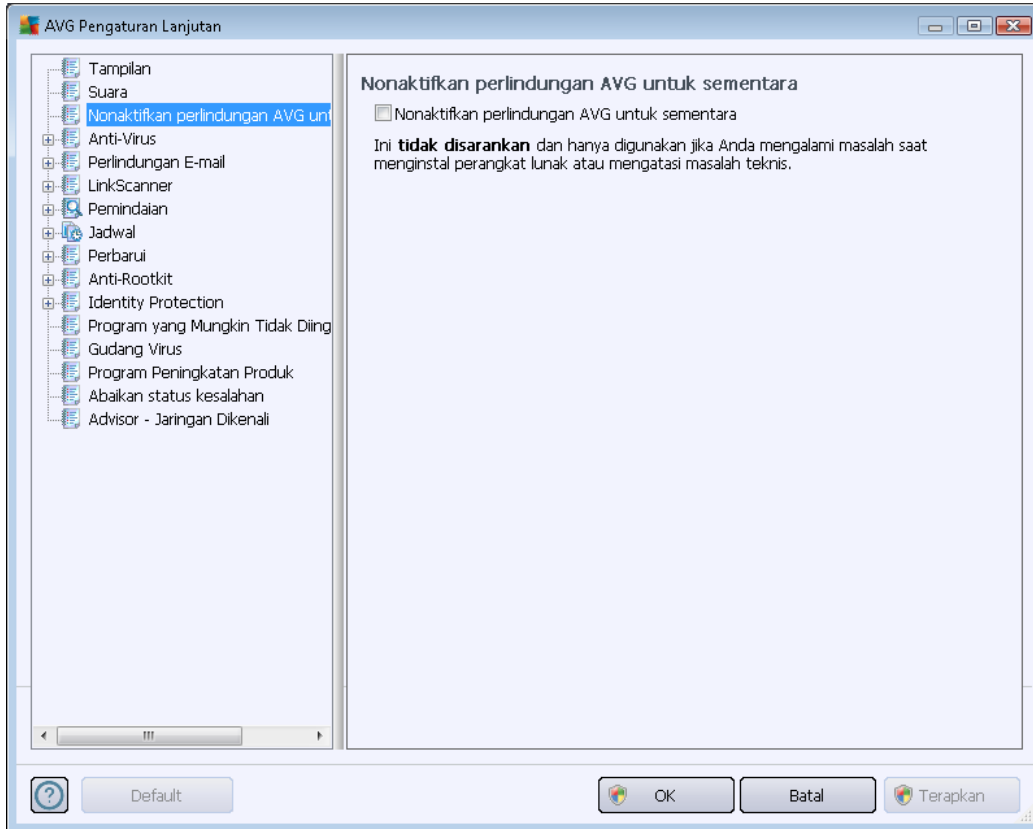 AVG Pengaturan Lanjutan
Tampilan
Suara
Nonaktifkan perlindungan AVG unt
Anti-Virus
Perlindungan E-mail
LinkScanner
Pemindaian
Jadwal
Perbarui
Anti-Rootkit
Identity Protection
Program yang Mungkin Tidak Diing
Gudang Virus
Program Peningkatan Produk
Abaikan status kesalahan
Advisor - Jaringan Dikenali
Nonaktifkan perlindungan AVG untuk sementara
Nonaktifkan perlindungan AVG untuk sementara
Ini tidak disarankan dan hanya digunakan jika Anda mengalami masalah saat
menginstal perangkat lunak atau mengatasi masalah teknis.
Default
OK
Batal
Terapkan